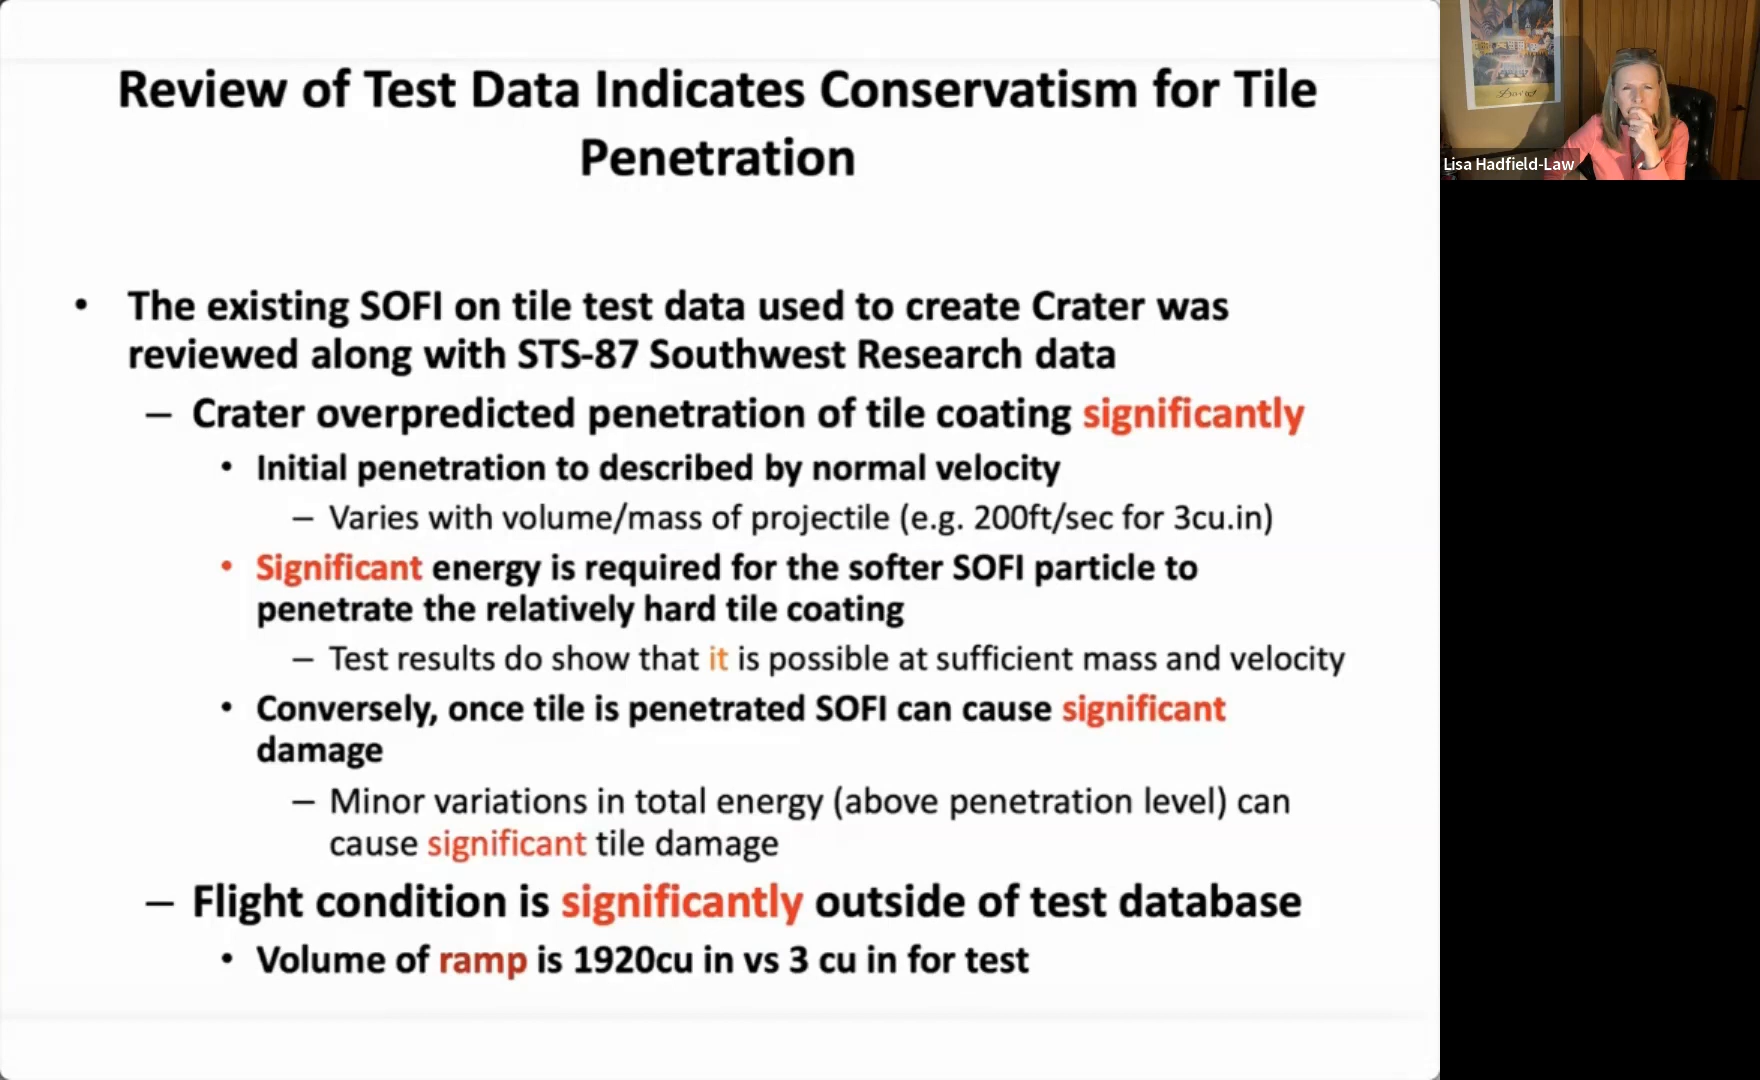 Review of Test Data Indicates Conservatism for Tile
Penetration
• The existing SOFI on tile test data used to create Crater was
reviewed along with STS-87 Southwest Research data
– Crater overpredicted penetration of tile coating significantly
• Initial penetration to described by normal velocity
– Varies with volume/mass of projectile (e.g. 200ft/sec for 3cu.in)
• Significant energy is required for the softer SOFI particle to
penetrate the relatively hard tile coating
– Test results do show that it is possible at sufficient mass and velocity
• Conversely, once tile is penetrated SOFI can cause significant
damage
– Minor variations in total energy (above penetration level) can
cause significant tile damage
– Flight condition is significantly outside of test database
• Volume of ramp is 1920cu in vs 3 cu in for test
Lisa Hadfield-Law